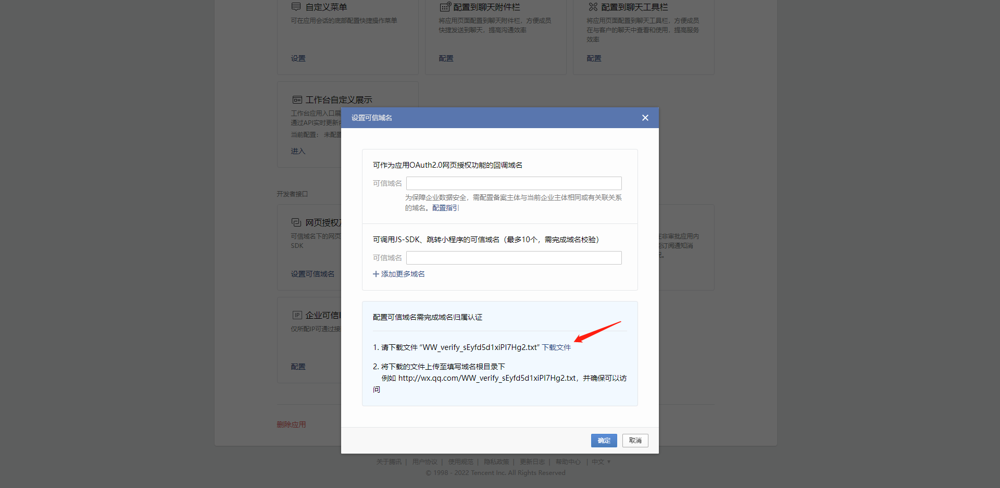 自定义菜单
可在应用会话的底部配置快捷操作菜单
设置
配置到聊天附件栏
将应用页面配置到聊天附件栏，方便成员
快捷发送到聊天，提高沟通效率
配置
配置到聊天工具栏
将应用页面配置到聊天工具栏，方便成员
在与客户的聊天中查看和使用，提高服务
效率
配置
工作台自定义展示
工作台应用入口展
通过API实时更新内
当前配置： 未配置
进入
开发者接口
网页授权及
可信域名下的网页
SDK
设置可信域名
在非审批应用内
订阅通知消
IP 企业可信I
仅所配IP可通过接
配置
删除应用
设置可信域名
可作为应用OAuth2.0网页授权功能的回调域名
可信域名
为保障企业数据安全，需配置备案主体与当前企业主体相同或有关联关系
的域名。配置指引
可调用JS-SDK、跳转小程序的可信域名（最多10个，需完成域名校验）
可信域名
添加更多域名
配置可信域名需完成域名归属认证
1. 请下载文件 “WW_verify_sEyfd5d1xiPI7Hg2.txt” 下载文件
2. 将下载的文件上传至填写域名根目录下
例如 http://wx.qq.com/WW_verify_sEyfd5d1xiPI7Hg2.txt，并确保可以访
问
确定 取消
关于腾讯 | 用户协议 | 使用规范 | 隐私政策 | 更新日志 | 帮助中心 | 中文
© 1998 - 2022 Tencent Inc. All Rights Reserved